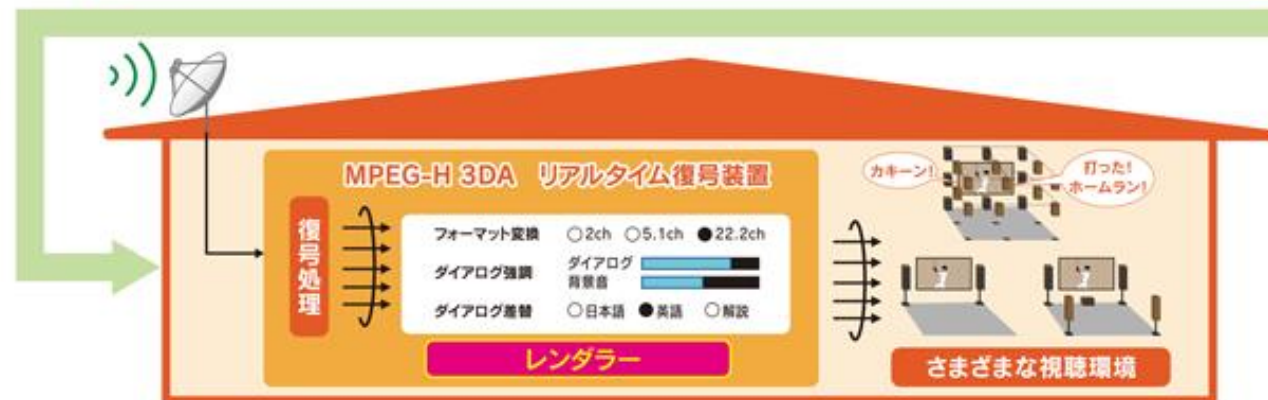 MPEG-H 3DA リアルタイム復号装置
復号処理
フォーマット変換 ○2ch ○5.1ch ●22.2ch
ダイアログ強調 ダイアログ
背景音
ダイアログ差替 ○日本語 ●英語 ○解説
レンダラー
カキーン!
打った!
ホームラン!
さまざまな視聴環境